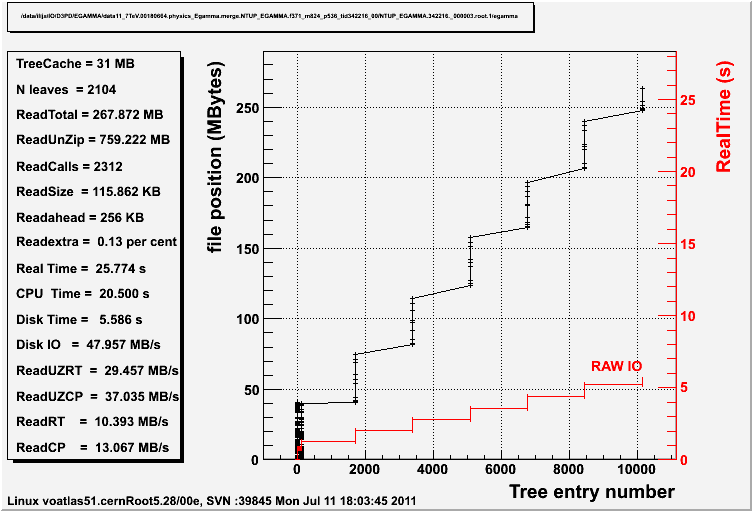 /data/ilija/IO/D3PD/EGAMMA/data11_7TeV.00180664.physics_Egamma.merge.NTUP_EGAMMA.f371_m824_p536_tid342216_00/NTUP_EGAMMA.342216._000003.root.1/egamma
TreeCache = 31 MB
N leaves = 2104
ReadTotal = 267.872 MB
ReadUnZip = 759.222 MB
ReadCalls = 2312
ReadSize = 115.862 KB
Readahead = 256 KB
Readextra = 0.13 per cent
Real Time = 25.774 s
CPU Time = 20.500 s
Disk Time = 5.586 s
Disk IO = 47.957 MB/s
ReadUZRT = 29.457 MB/s
ReadUZCP = 37.035 MB/s
ReadRT = 10.393 MB/s
ReadCP = 13.067 MB/s
file position (MBytes)
250
200
150
100
50
0
RealTime (s)
25
20
15
10
5
0
RAW IO
0 2000 4000 6000 8000 10000
Tree entry number
Linux voatlas51.cernRoot5.28/00e, SVN :39845 Mon Jul 11 18:03:45 2011